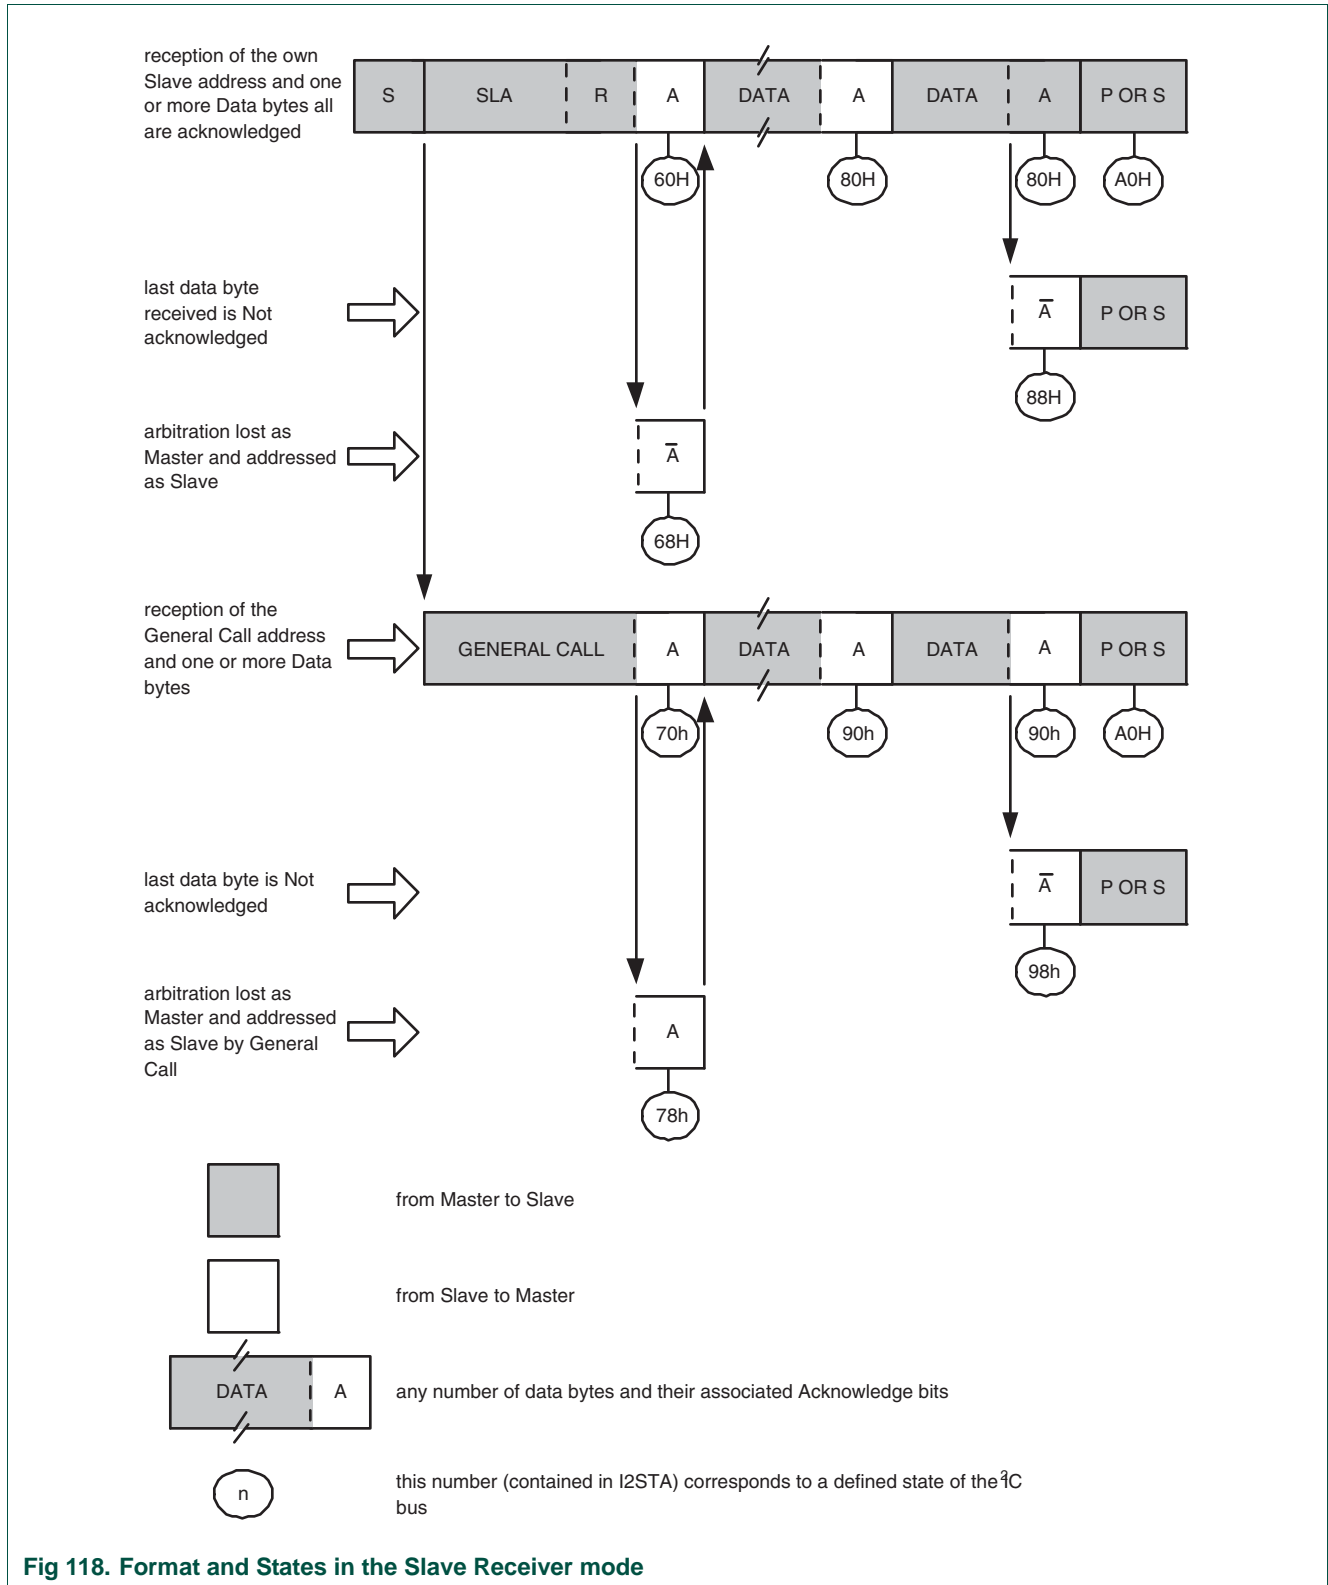 reception of the own
Slave address and one
or more Data bytes all
are acknowledged
S SLA R A DATA A DATA A P OR S
60H 80H 80H A0H
last data byte
received is Not
acknowledged
A̅ P OR S
88H
arbitration lost as
Master and addressed
as Slave
A̅
68H
reception of the
General Call address
and one or more Data
bytes
GENERAL CALL A DATA A DATA A P OR S
70h 90h 90h A0H
last data byte is Not
acknowledged
A̅ P OR S
98h
arbitration lost as
Master and addressed
as Slave by General
Call
A
78h
from Master to Slave
from Slave to Master
DATA A
any number of data bytes and their associated Acknowledge bits
n
this number (contained in I2STA) corresponds to a defined state of the I²C
bus
Fig 118. Format and States in the Slave Receiver mode